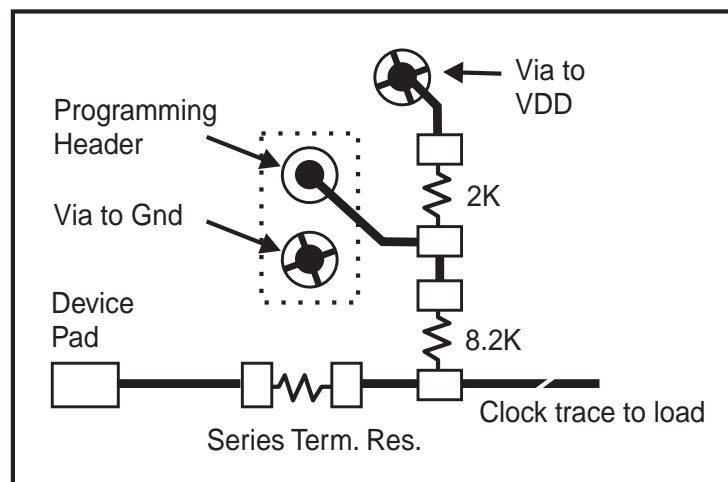 Via to
VDD
Programming
Header
2K
Via to Gnd
Device
Pad
8.2K
Clock trace to load
Series Term. Res.